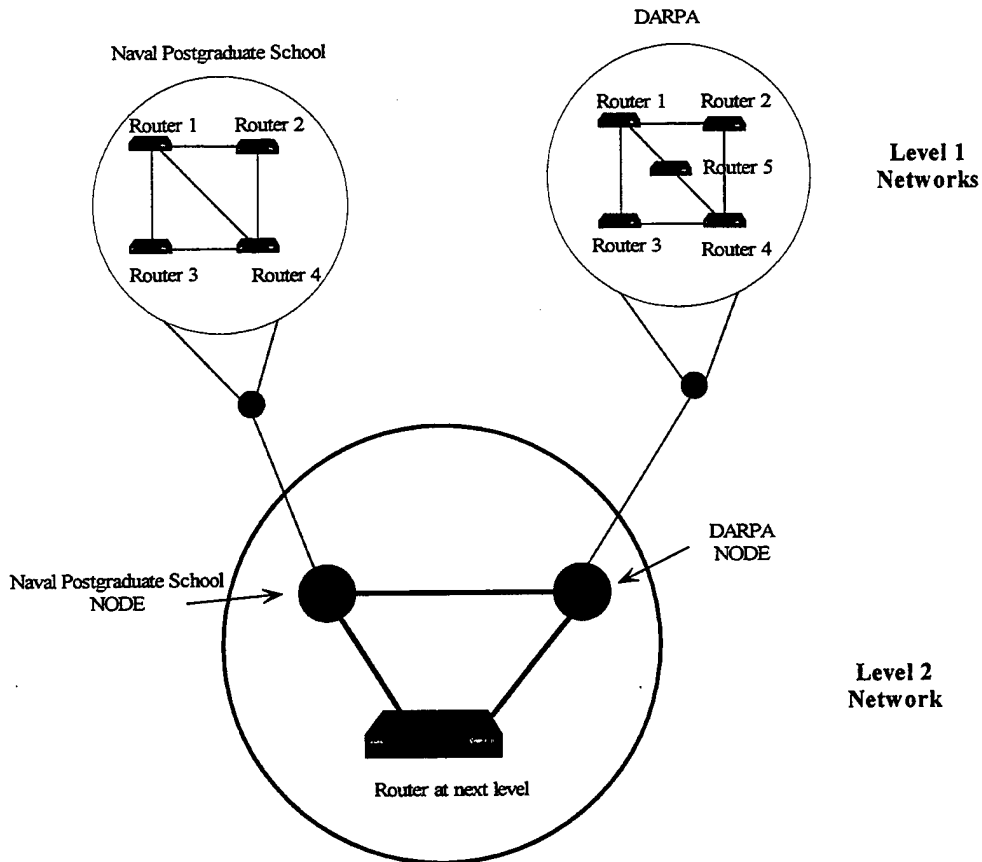 DARPA
Naval Postgraduate School
Router 1
Router 2
Router 3
Router 4
Router 1
Router 2
Router 5
Router 3
Router 4
Level 1
Networks
DARPA
NODE
Naval Postgraduate School
NODE
Level 2
Network
Router at next level